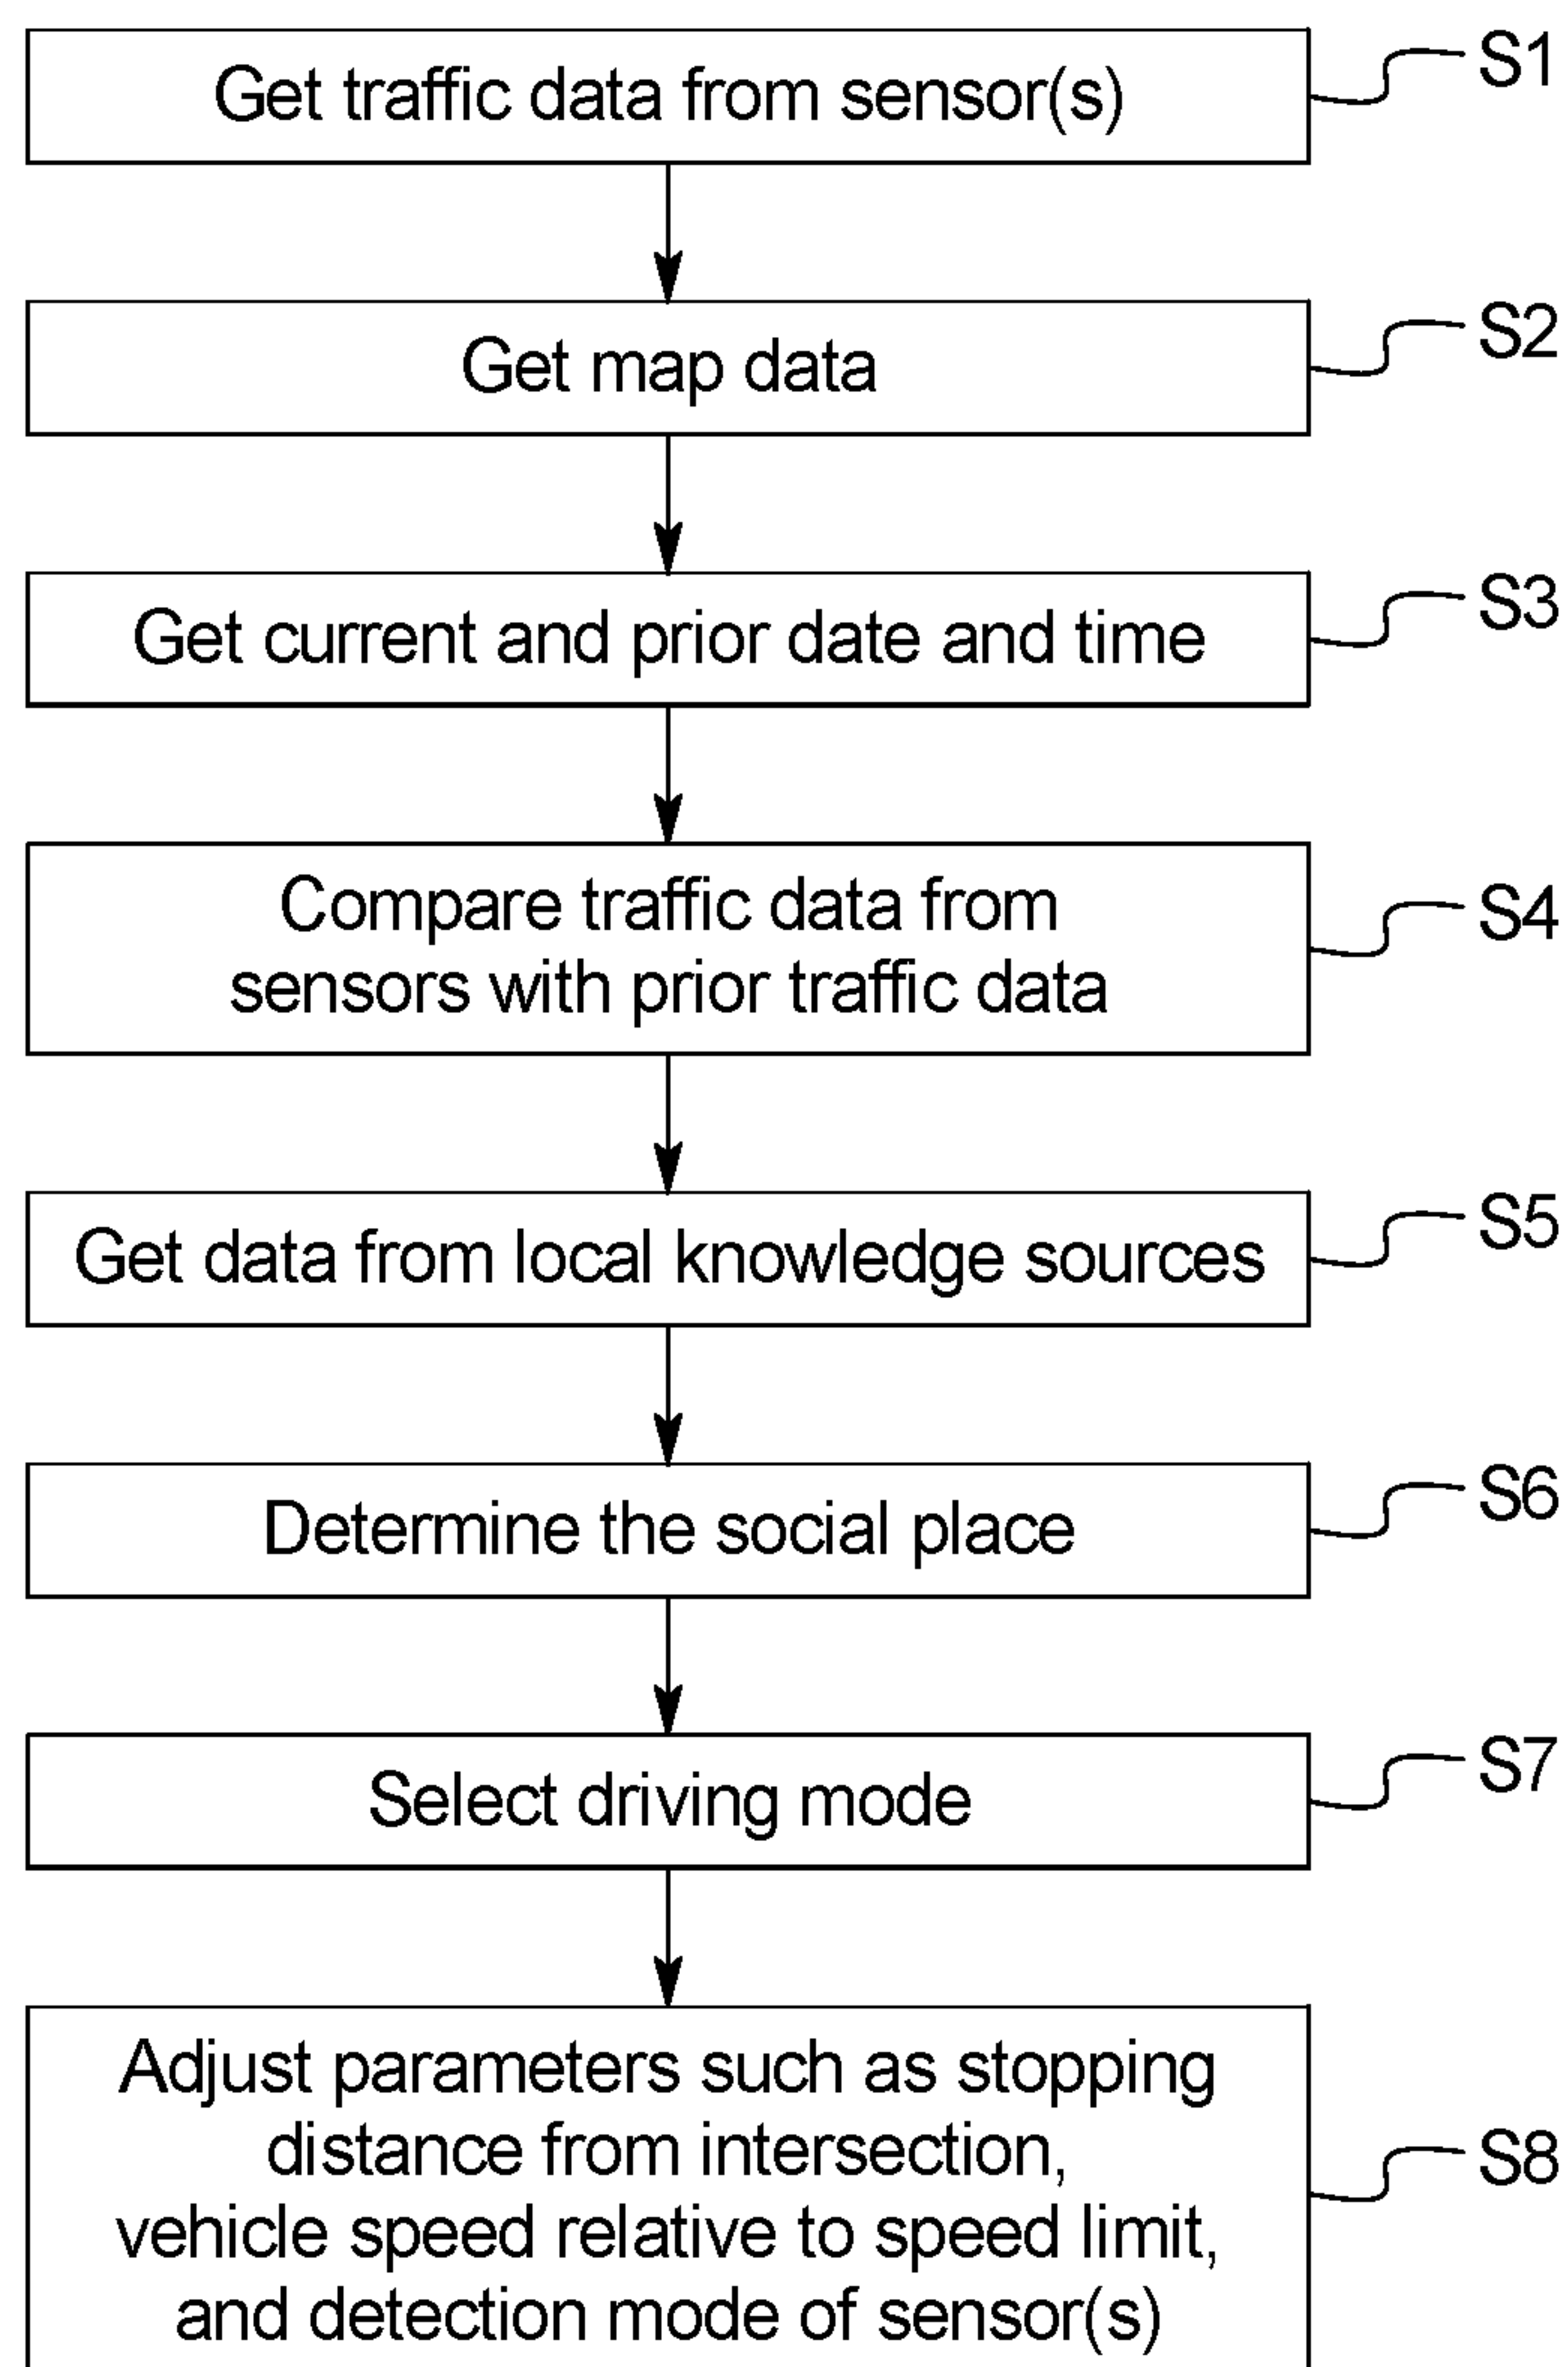 Get traffic data from sensor(s)
S1
Get map data
S2
Get current and prior date and time
S3
Compare traffic data from
sensors with prior traffic data
S4
Get data from local knowledge sources
S5
Determine the social place
S6
Select driving mode
S7
Adjust parameters such as stopping
distance from intersection,
vehicle speed relative to speed limit,
and detection mode of sensor(s)
S8